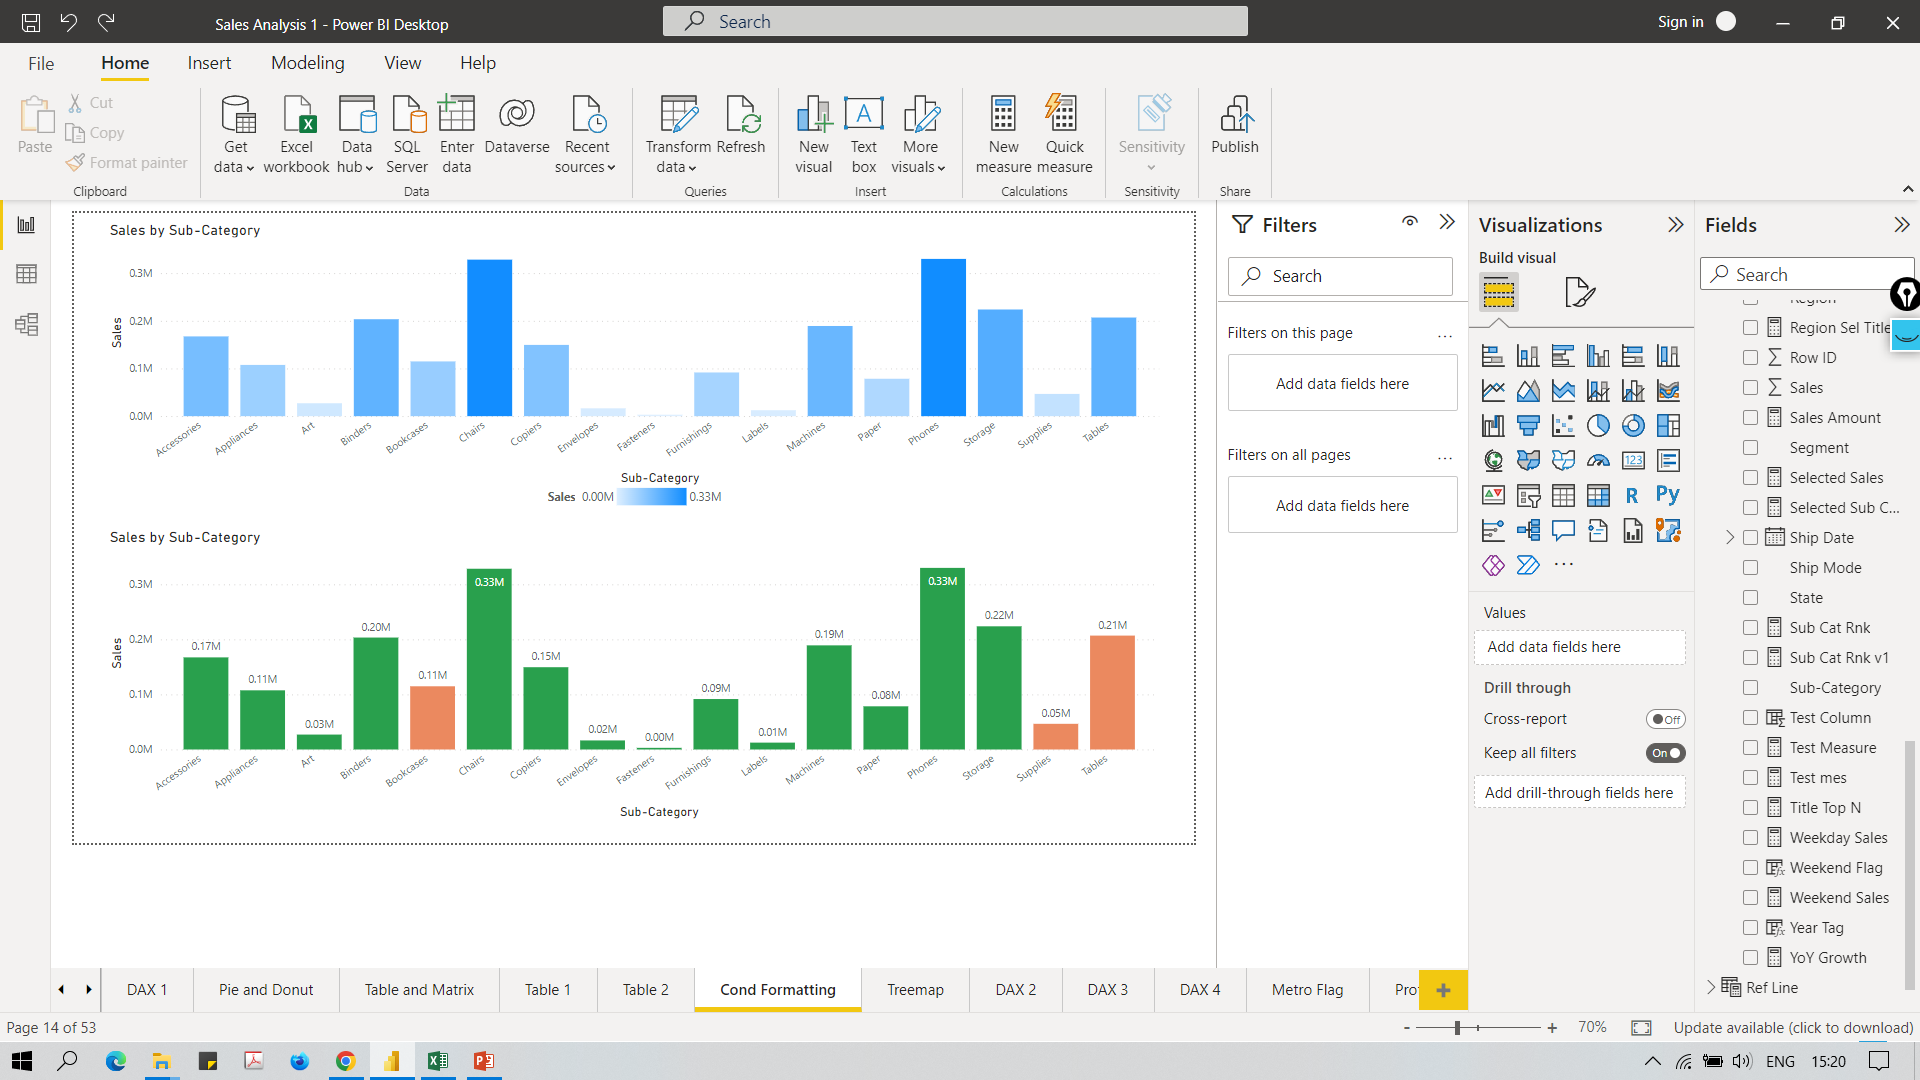 Sales Analysis 1 - Power BI Desktop
Search
Sign in
File
Home
Insert
Modeling
View
Help
Paste
Cut
Copy
Format painter
Clipboard
Get data
Excel workbook
Data hub
SQL Server
Enter data
Dataverse
Recent sources
Data
Transform data
Refresh
Queries
New visual
Text box
More visuals
Insert
New measure
Quick measure
Calculations
Sensitivity
Sensitivity
Publish
Share
Sales by Sub-Category
Sales
0.3M
0.2M
0.1M
0.0M
Accessories
Appliances
Art
Binders
Bookcases
Chairs
Copiers
Envelopes
Fasteners
Furnishings
Labels
Machines
Paper
Phones
Storage
Supplies
Tables
Sub-Category
Sales 0.00M 0.33M
Sales by Sub-Category
Sales
0.3M
0.2M
0.1M
0.0M
0.17M
0.11M
0.03M
0.20M
0.11M
0.33M
0.15M
0.02M
0.00M
0.09M
0.01M
0.19M
0.08M
0.33M
0.22M
0.05M
0.21M
Accessories
Appliances
Art
Binders
Bookcases
Chairs
Copiers
Envelopes
Fasteners
Furnishings
Labels
Machines
Paper
Phones
Storage
Supplies
Tables
Sub-Category
Filters
Search
Filters on this page
Add data fields here
Filters on all pages
Add data fields here
Visualizations
Build visual
123
R
Py
Values
Add data fields here
Drill through
Cross-report
Off
Keep all filters
On
Add drill-through fields here
Fields
Search
Region
Region Sel Title
Row ID
Sales
Sales Amount
Segment
Selected Sales
Selected Sub C...
Ship Date
Ship Mode
State
Sub Cat Rnk
Sub Cat Rnk v1
Sub-Category
Test Column
Test Measure
Test mes
Title Top N
Weekday Sales
Weekend Flag
Weekend Sales
Year Tag
YoY Growth
Ref Line
DAX 1
Pie and Donut
Table and Matrix
Table 1
Table 2
Cond Formatting
Treemap
DAX 2
DAX 3
DAX 4
Metro Flag
Pro
Page 14 of 53
- + 70%
Update available (click to download)
ENG
15:20